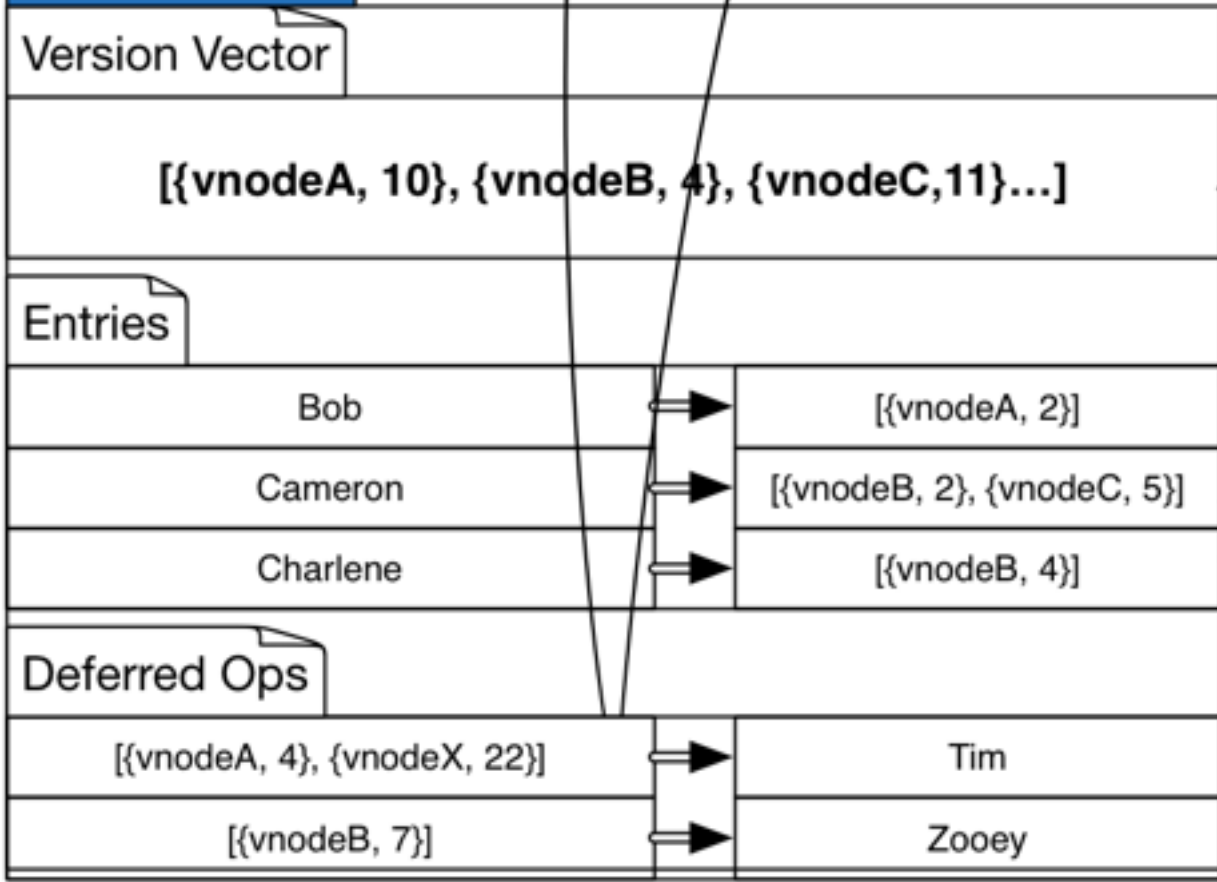 Version Vector
[{vnodeA, 10}, {vnodeB, 4}, {vnodeC,11}...]
Entries
Bob [{vnodeA, 2}]
Cameron [{vnodeB, 2}, {vnodeC, 5}]
Charlene [{vnodeB, 4}]
Deferred Ops
[{vnodeA, 4}, {vnodeX, 22}] Tim
[{vnodeB, 7}] Zooey